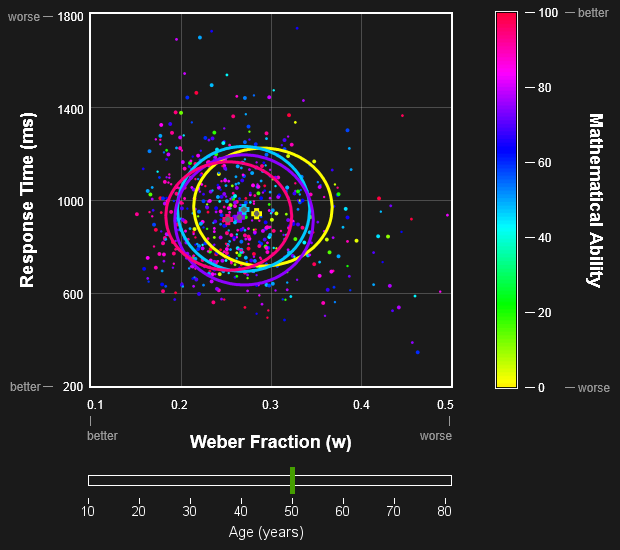 worse 1800 100 better
1400 80
Response Time (ms) 1000 60 Mathematical Ability
40
600 20
better 200 0 worse
0.1 0.2 0.3 0.4 0.5
better worse
Weber Fraction (w)
10 20 30 40 50 60 70 80
Age (years)